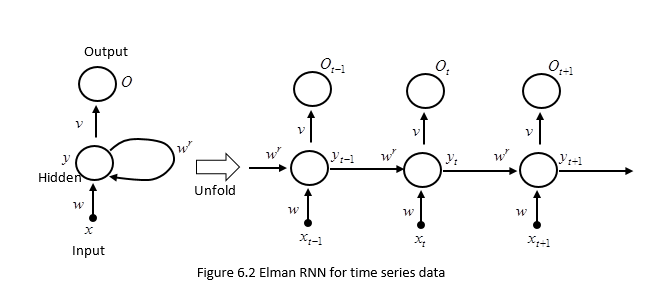 Output
O
v
y
Hidden
w^r
w
x
Input
Unfold
O_{t-1} O_t O_{t+1}
v v v
w^r y_{t-1} w^r y_t w^r y_{t+1}
w w w
x_{t-1} x_t x_{t+1}
Figure 6.2 Elman RNN for time series data